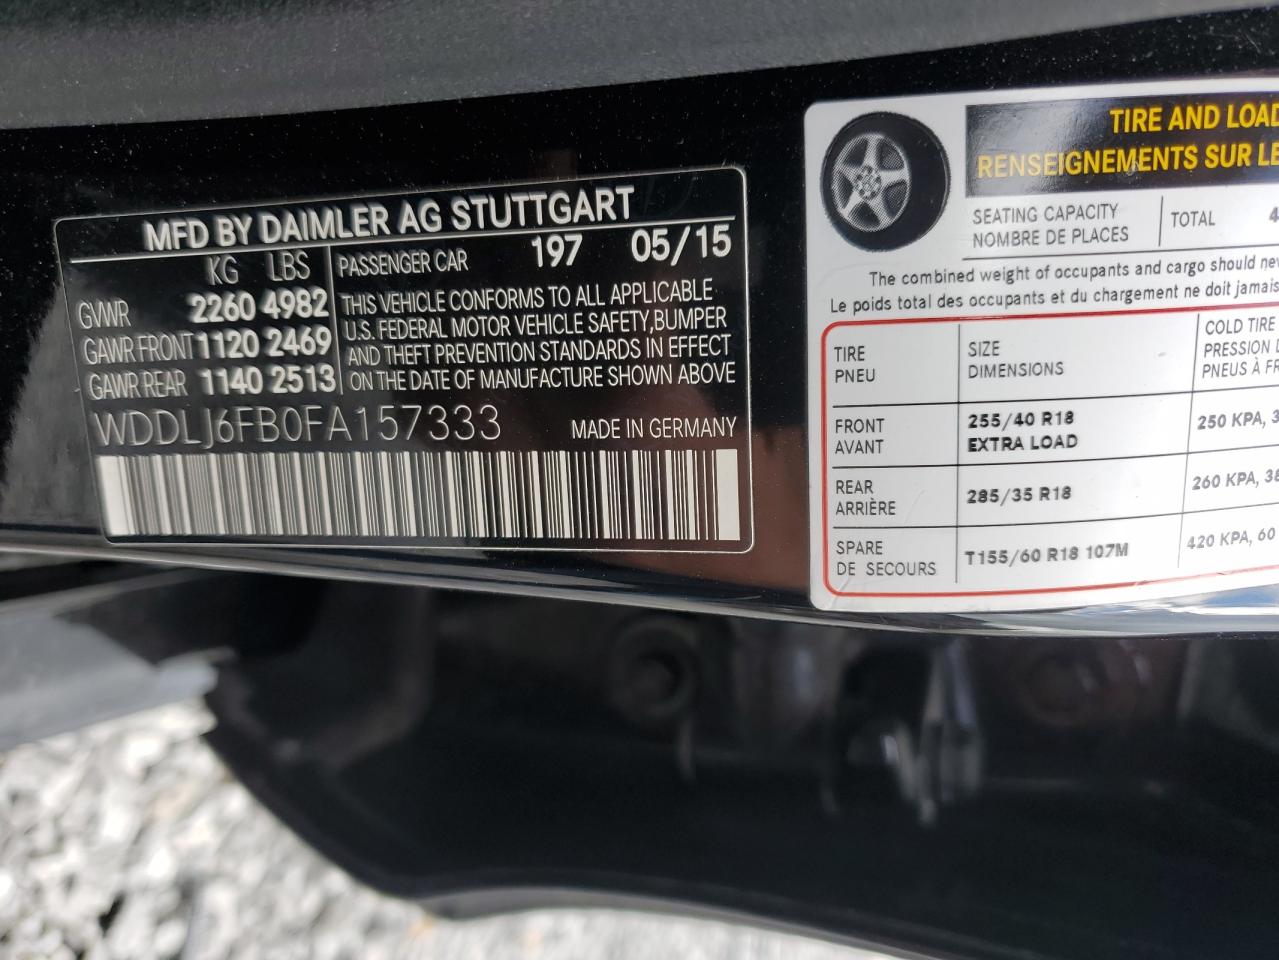 MFD BY DAIMLER AG STUTTGART
KG LBS PASSENGER CAR 197 05/15
GVWR 2260 4982
GAWR FRONT 1120 2469
GAWR REAR 1140 2513
THIS VEHICLE CONFORMS TO ALL APPLICABLE
U.S. FEDERAL MOTOR VEHICLE SAFETY,BUMPER
AND THEFT PREVENTION STANDARDS IN EFFECT
ON THE DATE OF MANUFACTURE SHOWN ABOVE
WDDLJ6FB0FA157333 MADE IN GERMANY
TIRE AND LOAD
RENSEIGNEMENTS SUR LE
SEATING CAPACITY
NOMBRE DE PLACES
TOTAL 4
The combined weight of occupants and cargo should
Le poids total des occupants et du chargement ne doit jamais
TIRE
PNEU
SIZE
DIMENSIONS
COLD TIRE
PRESSION
PNEUS À
FRONT
AVANT
255/40 R18
EXTRA LOAD
250 KPA,
REAR
ARRIÈRE
285/35 R18
260 KPA,
SPARE
DE SECOURS
T155/60 R18 107M
420 KPA, 60